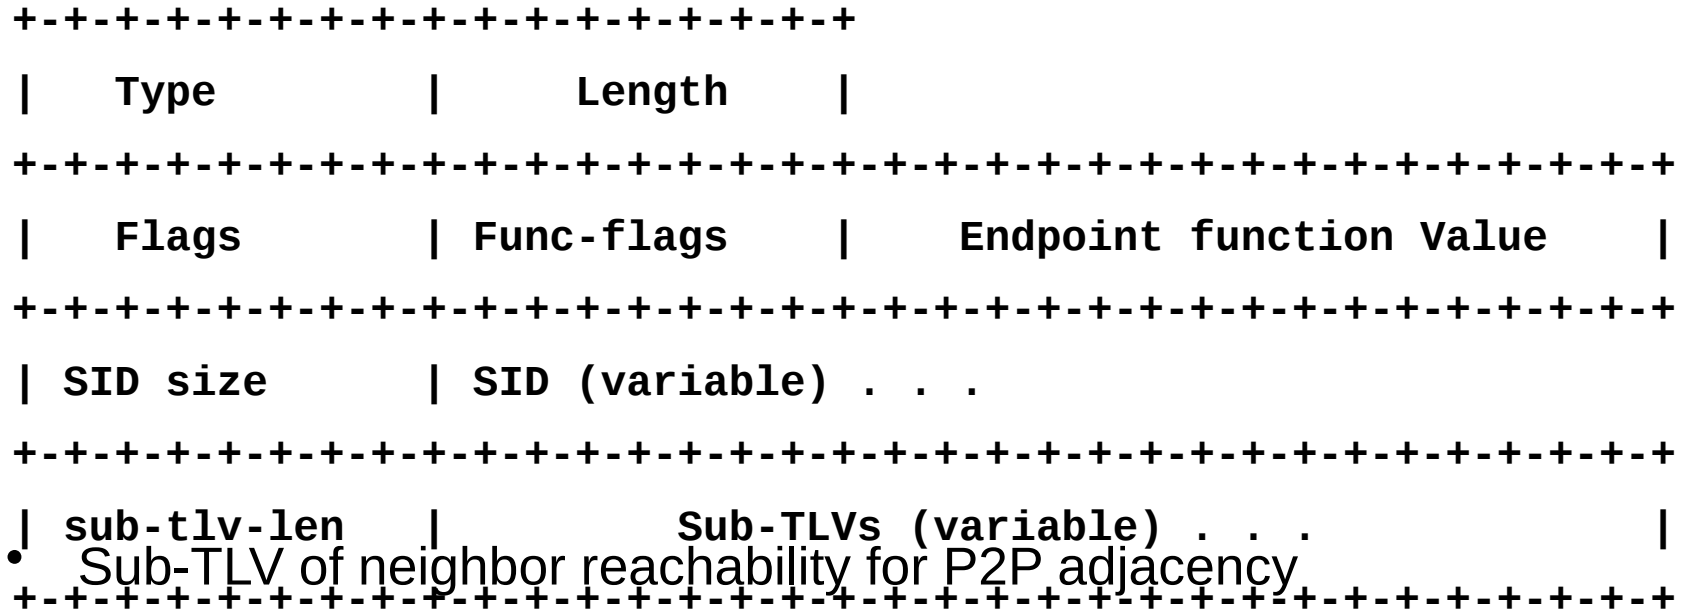 +-+-+-+-+-+-+-+-+-+-+-+-+-+-+-+-+
|   Type        |     Length    |
+-+-+-+-+-+-+-+-+-+-+-+-+-+-+-+-+-+-+-+-+-+-+-+-+-+-+-+-+-+-+-+-+
|   Flags       | Func-flags    |    Endpoint function Value    |
+-+-+-+-+-+-+-+-+-+-+-+-+-+-+-+-+-+-+-+-+-+-+-+-+-+-+-+-+-+-+-+-+
| SID size      | SID (variable) . . .
+-+-+-+-+-+-+-+-+-+-+-+-+-+-+-+-+-+-+-+-+-+-+-+-+-+-+-+-+-+-+-+-+
| sub-tlv-len   |         Sub-TLVs (variable) . . .             |
• Sub-TLV of neighbor reachability for P2P adjacency
+-+-+-+-+-+-+-+-+-+-+-+-+-+-+-+-+-+-+-+-+-+-+-+-+-+-+-+-+-+-+-+-+